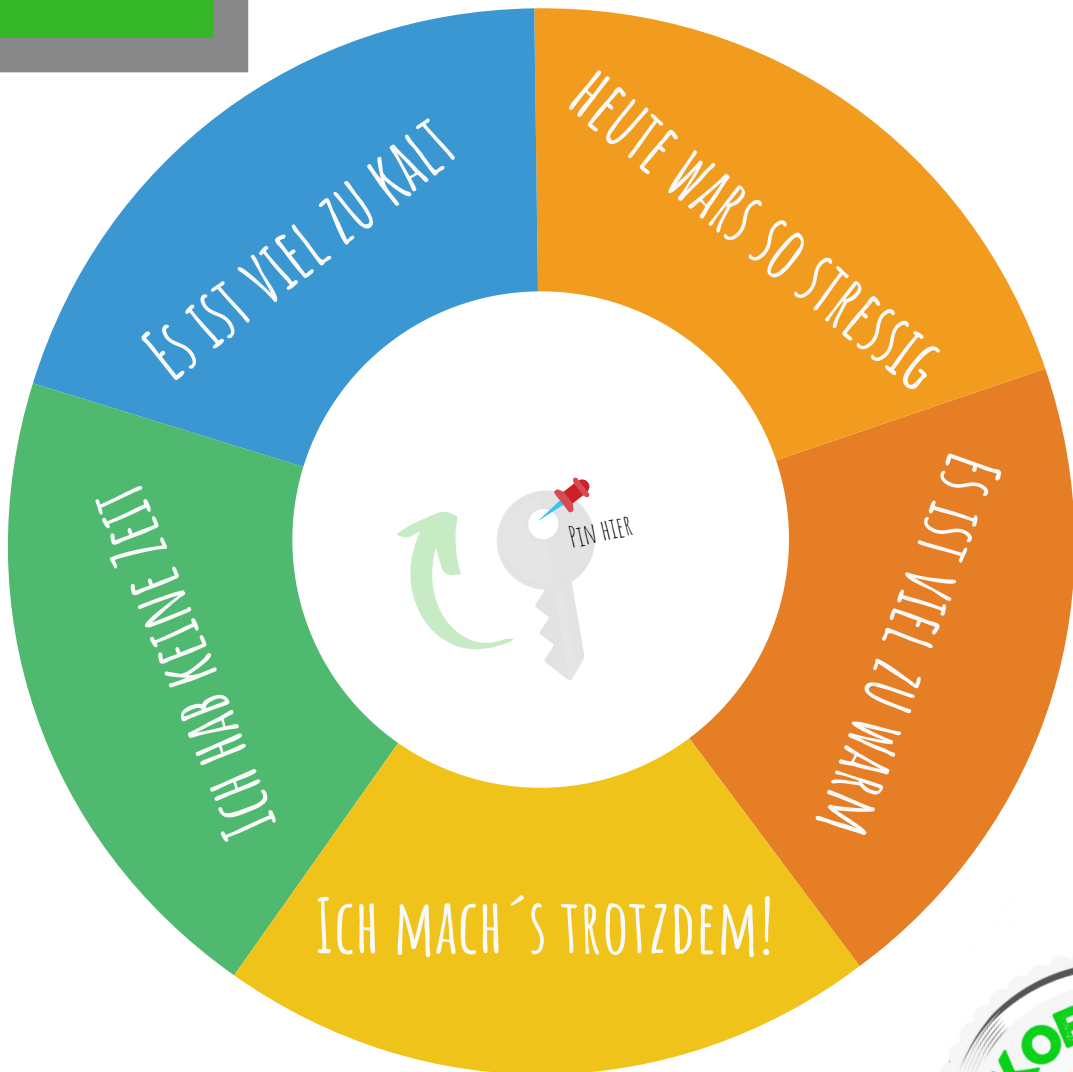 Es ist viel zu kalt
Heute wars so stressig
Es ist viel zu warm
Ich mach´s trotzdem!
Ich hab keine Zeit
Pin hier